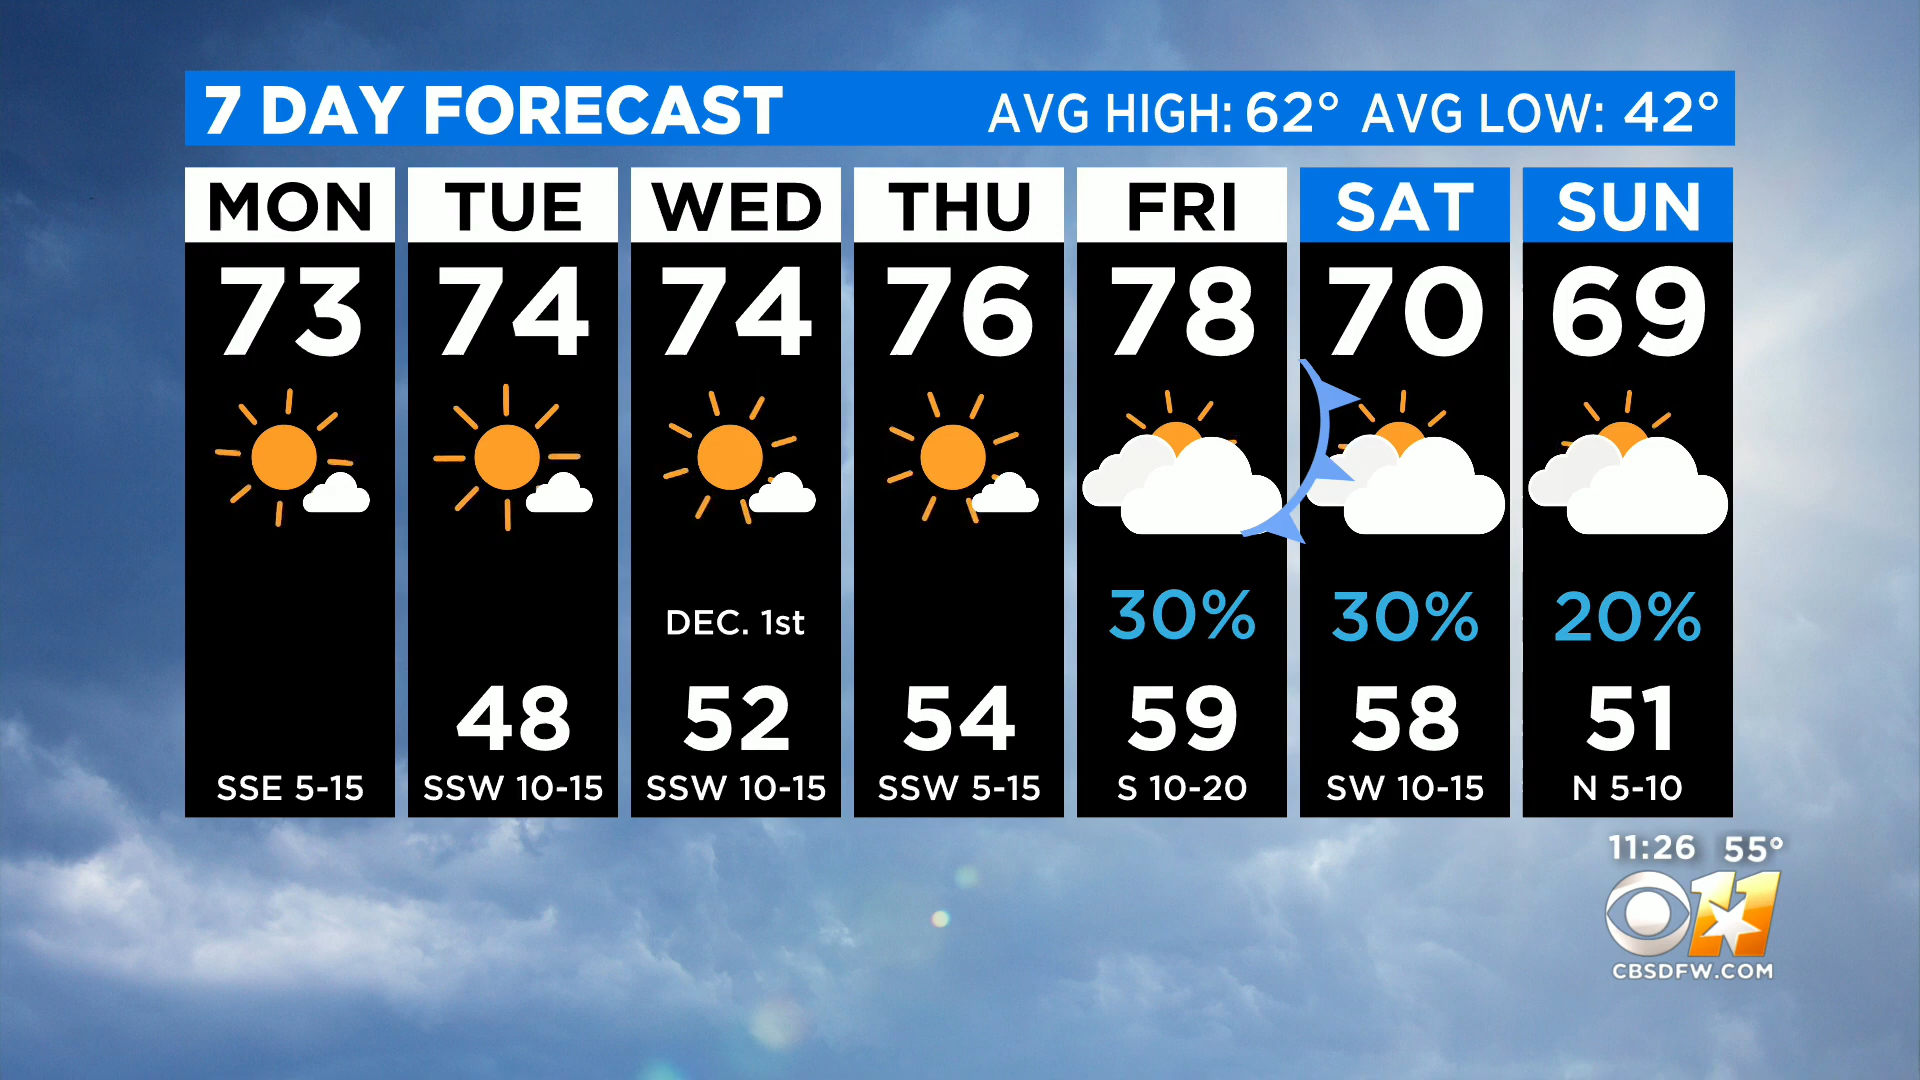 7 DAY FORECAST AVG HIGH: 62° AVG LOW: 42°
MON TUE WED THU FRI SAT SUN
73 74 74 76 78 70 69
30% 30% 20%
DEC. 1st
48 52 54 59 58 51
SSE 5-15 SSW 10-15 SSW 10-15 SSW 5-15 S 10-20 SW 10-15 N 5-10
11:26 55°
11
CBSDFW.COM